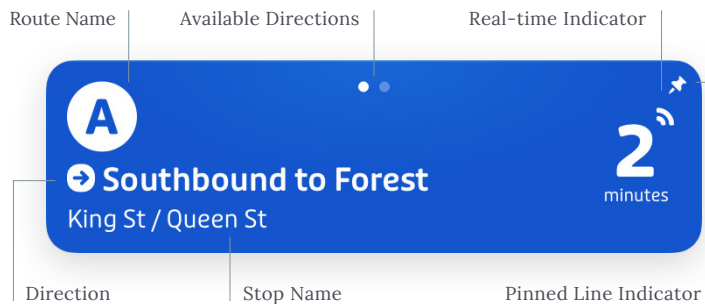 Route Name
Available Directions
Real-time Indicator
A
2
minutes
Southbound to Forest
King St / Queen St
Direction
Stop Name
Pinned Line Indicator